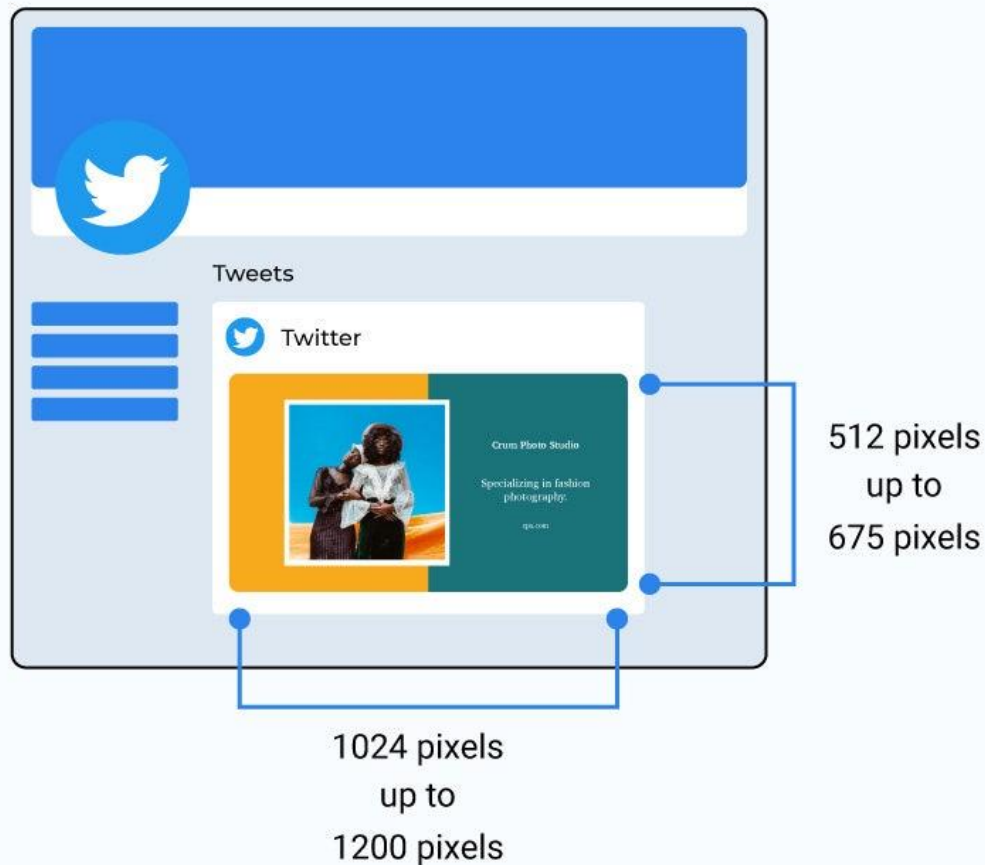 Tweets
Twitter
Crum Photo Studio
Specializing in fashion
photography.
512 pixels
up to
675 pixels
1024 pixels
up to
1200 pixels